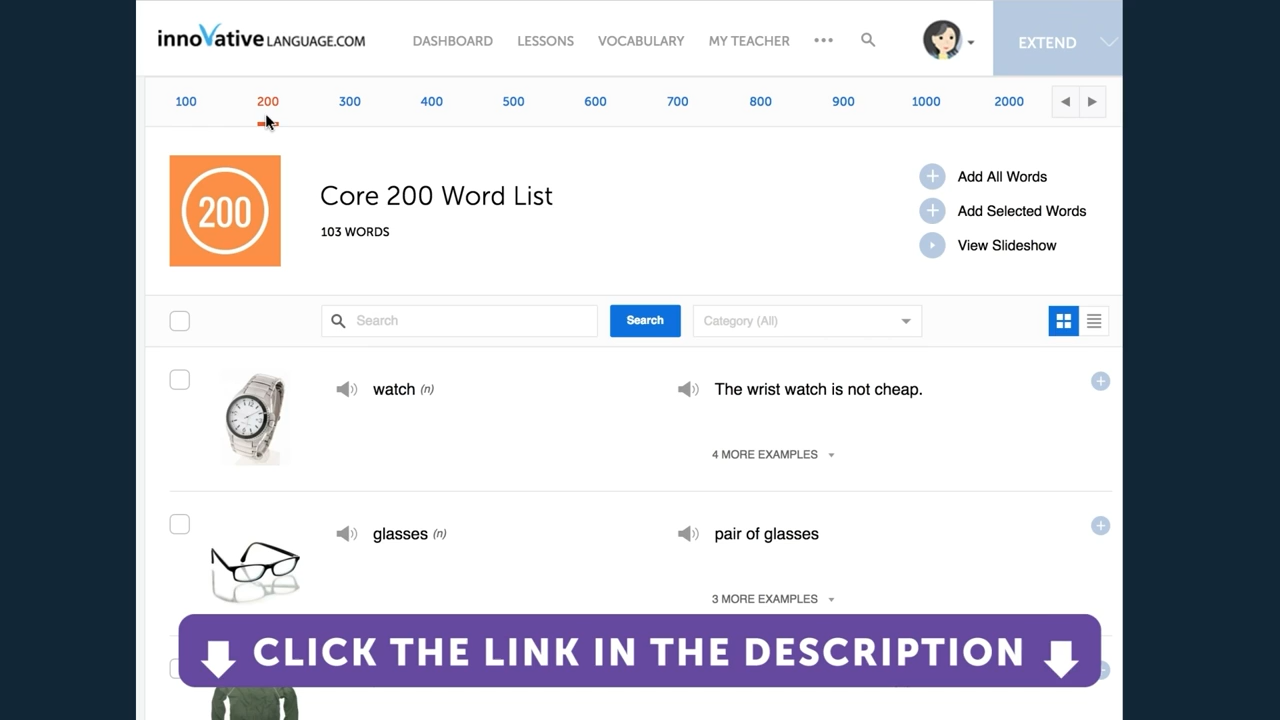 innovative LANGUAGE.COM
DASHBOARD LESSONS VOCABULARY MY TEACHER ••• EXTEND
100 200 300 400 500 600 700 800 900 1000 2000
200
Core 200 Word List
103 WORDS
Add All Words
Add Selected Words
View Slideshow
Search Search Category (All)
watch (n) The wrist watch is not cheap.
4 MORE EXAMPLES
glasses (n) pair of glasses
3 MORE EXAMPLES
CLICK THE LINK IN THE DESCRIPTION